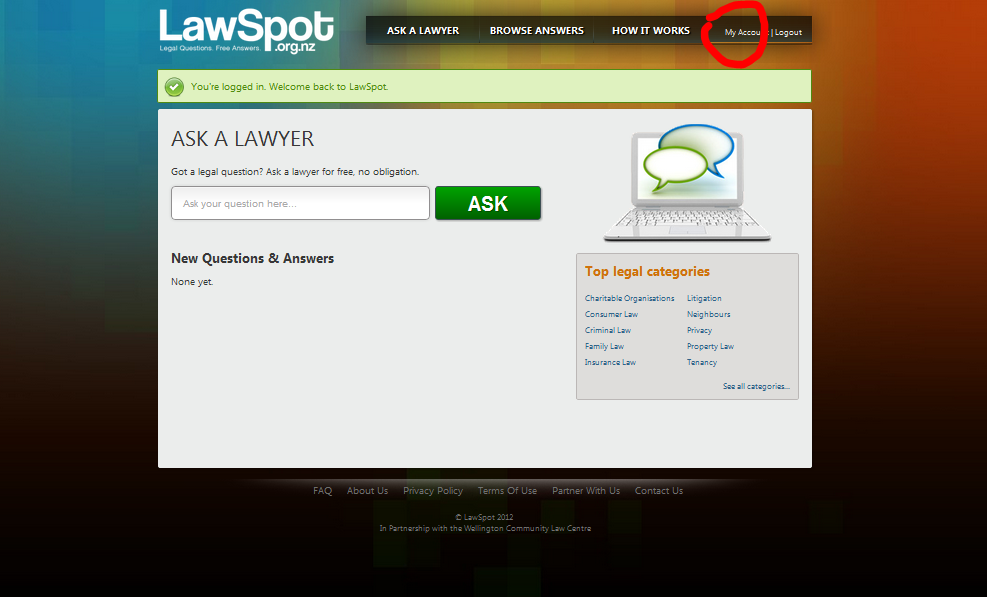 LawSpot
.org.nz
Legal Questions. Free Answers.
ASK A LAWYER
BROWSE ANSWERS
HOW IT WORKS
My Accou | Logout
You're logged in. Welcome back to LawSpot.
ASK A LAWYER
Got a legal question? Ask a lawyer for free, no obligation.
Ask your question here...
ASK
New Questions & Answers
None yet.
Top legal categories
Charitable Organisations
Consumer Law
Criminal Law
Family Law
Insurance Law
Litigation
Neighbours
Privacy
Property Law
Tenancy
See all categories...
FAQ
About Us
Privacy Policy
Terms Of Use
Partner With Us
Contact Us
© LawSpot 2012
In Partnership with the Wellington Community Law Centre